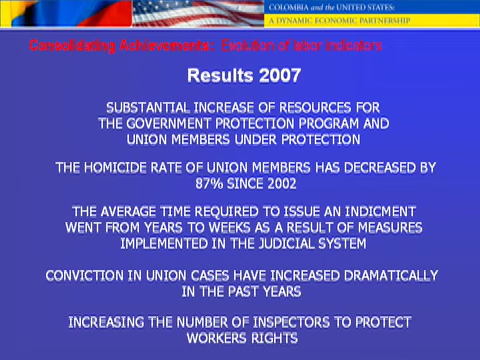 COLOMBIA and the UNITED STATES:
A DYNAMIC ECONOMIC PARTNERSHIP
Consolidating Achievements: Evolution of labor indicators
Results 2007
SUBSTANTIAL INCREASE OF RESOURCES FOR
THE GOVERNMENT PROTECTION PROGRAM AND
UNION MEMBERS UNDER PROTECTION
THE HOMICIDE RATE OF UNION MEMBERS HAS DECREASED BY
87% SINCE 2002
THE AVERAGE TIME REQUIRED TO ISSUE AN INDICMENT
WENT FROM YEARS TO WEEKS AS A RESULT OF MEASURES
IMPLEMENTED IN THE JUDICIAL SYSTEM
CONVICTION IN UNION CASES HAVE INCREASED DRAMATICALLY
IN THE PAST YEARS
INCREASING THE NUMBER OF INSPECTORS TO PROTECT
WORKERS RIGHTS